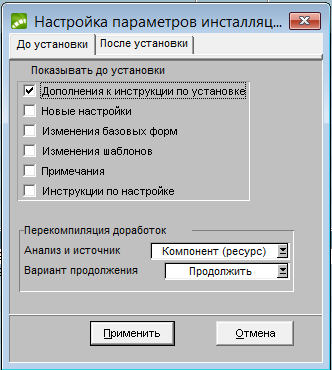 Настройка параметров инсталляц...
До установки
После установки
Показывать до установки
Дополнения к инструкции по установке
Новые настройки
Изменения базовых форм
Изменения шаблонов
Примечания
Инструкции по настройке
Перекомпиляция доработок
Анализ и источник Компонент (ресурс)
Вариант продолжения Продолжить
Применить
Отмена